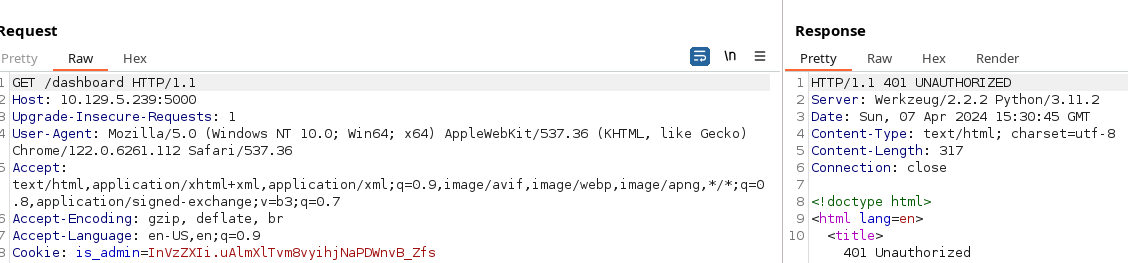 Request
Pretty Raw Hex
\n
1 GET /dashboard HTTP/1.1
2 Host: 10.129.5.239:5000
3 Upgrade-Insecure-Requests: 1
4 User-Agent: Mozilla/5.0 (Windows NT 10.0; Win64; x64) AppleWebKit/537.36 (KHTML, like Gecko)
Chrome/122.0.6261.112 Safari/537.36
5 Accept:
text/html,application/xhtml+xml,application/xml;q=0.9,image/avif,image/webp,image/apng,*/*;q=0
.8,application/signed-exchange;v=b3;q=0.7
6 Accept-Encoding: gzip, deflate, br
7 Accept-Language: en-US,en;q=0.9
8 Cookie: is_admin=InVzZXIi.uAlmXlTvm8vyihjNaPDWnvB_Zfs
Response
Pretty Raw Hex Render
1 HTTP/1.1 401 UNAUTHORIZED
2 Server: Werkzeug/2.2.2 Python/3.11.2
3 Date: Sun, 07 Apr 2024 15:30:45 GMT
4 Content-Type: text/html; charset=utf-8
5 Content-Length: 317
6 Connection: close
7
8 <!doctype html>
9 <html lang=en>
10 <title>
401 Unauthorized